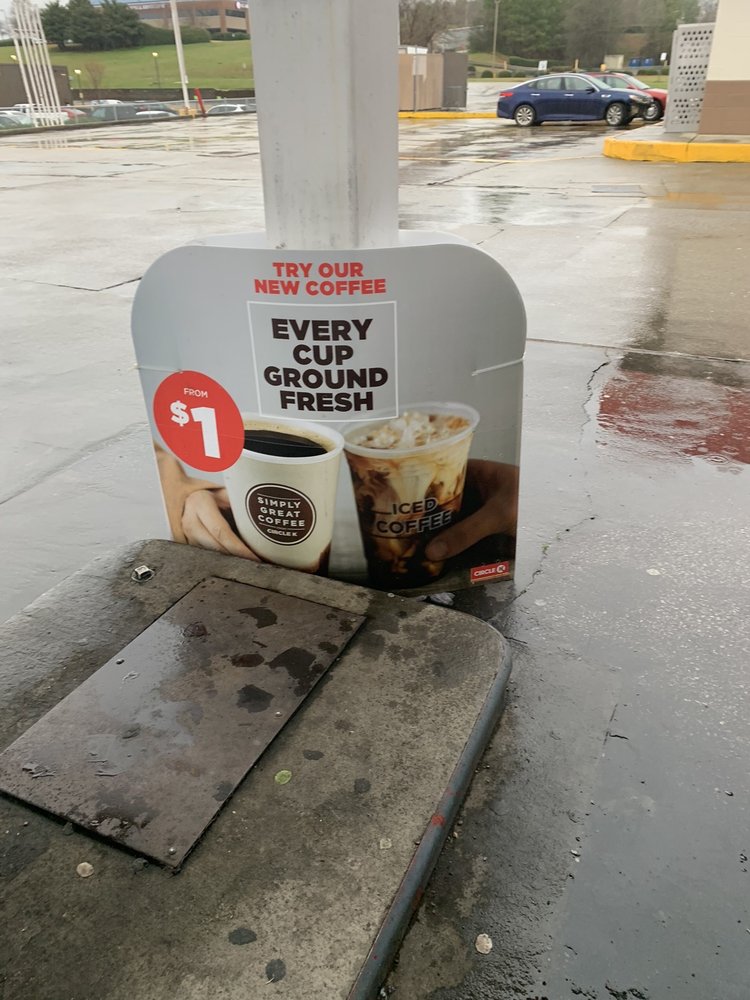 TRY OUR
NEW COFFEE
EVERY
CUP
GROUND
FRESH
FROM
$1
SIMPLY
GREAT
COFFEE
CIRCLE K
ICED
COFFEE
CIRCLE K